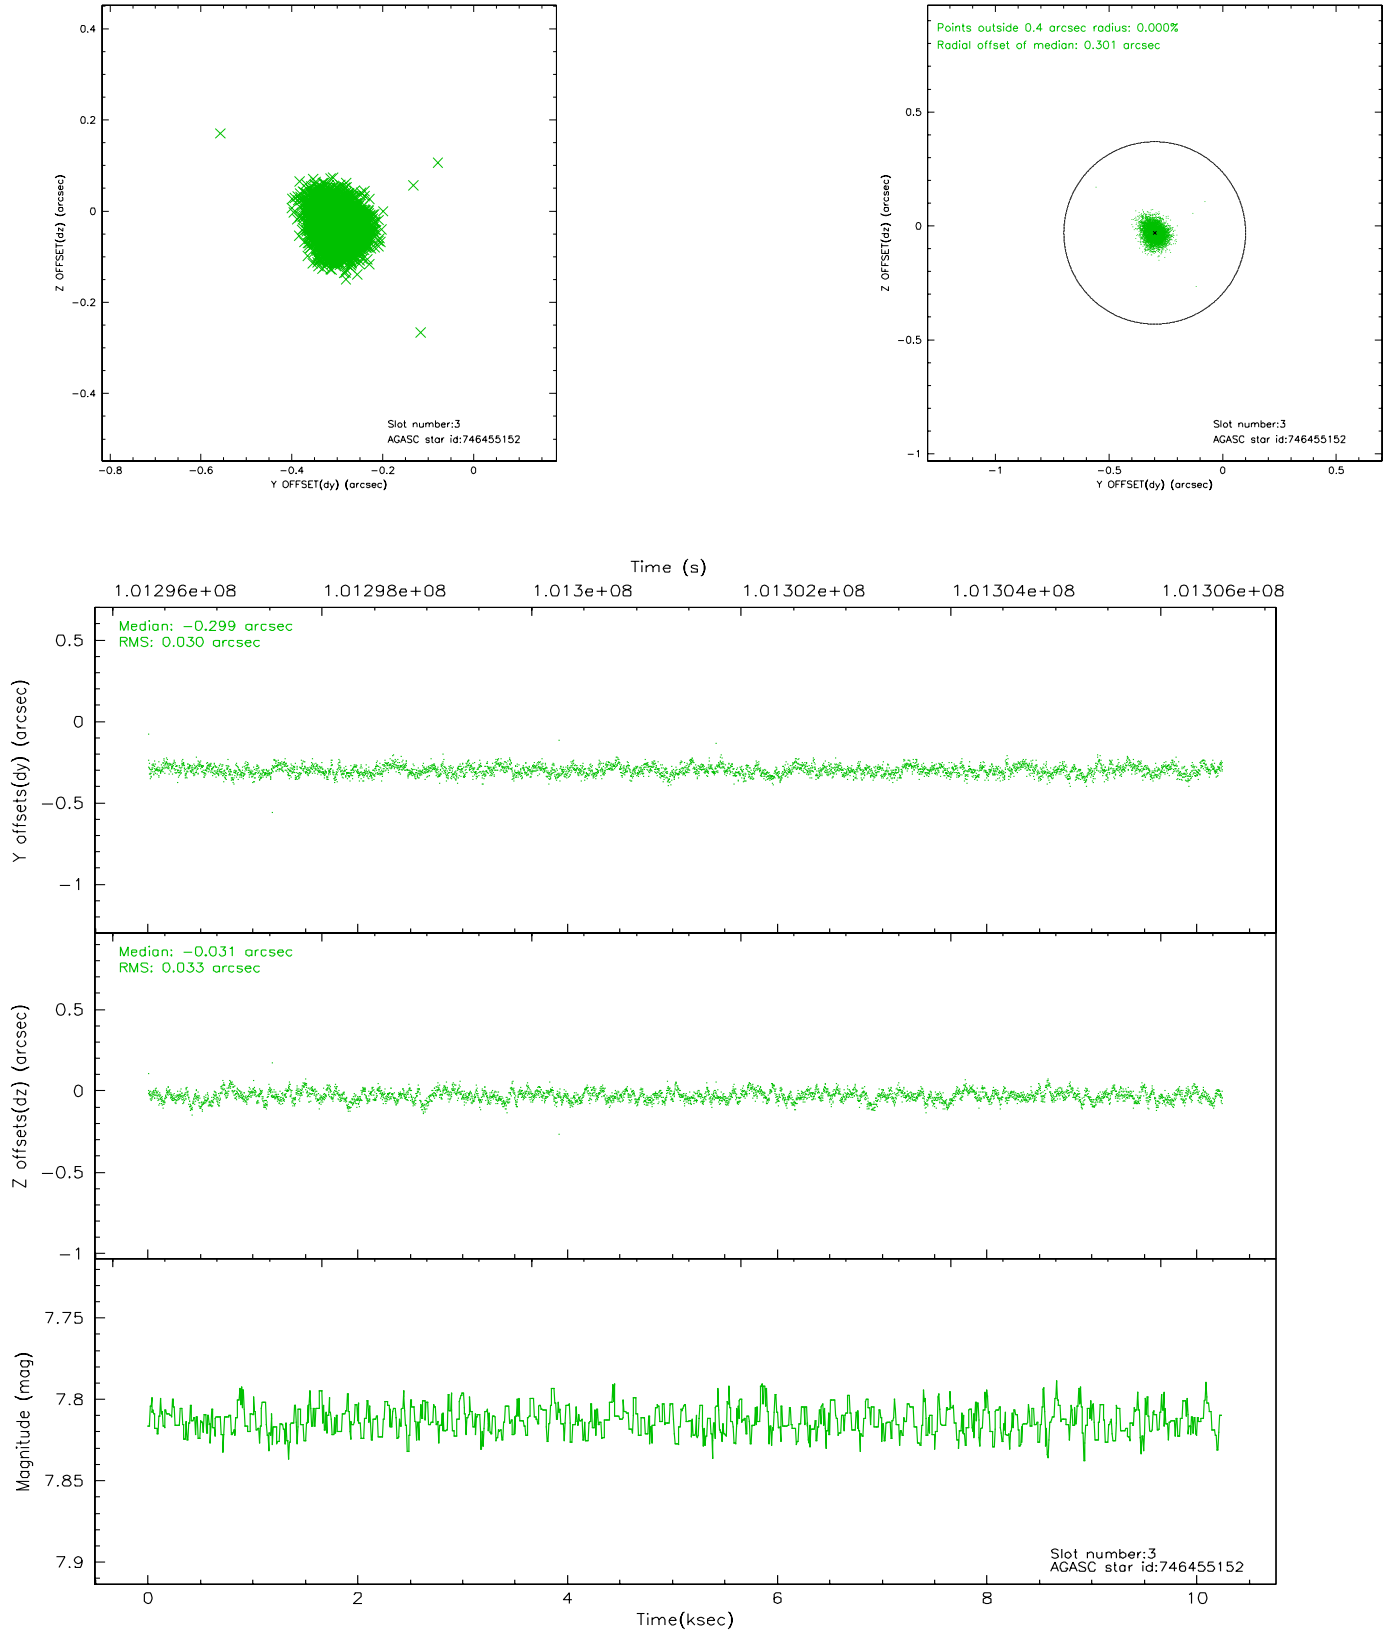 0.4
0.2
0
−0.2
−0.4
Z OFFSET(dz) (arcsec)
Slot number:3
AGASC star id:746455152
−0.8
−0.6
−0.4
−0.2
0
Y OFFSET(dy) (arcsec)
Points outside 0.4 arcsec radius: 0.000%
Radial offset of median: 0.301 arcsec
0.5
0
−0.5
−1
Z OFFSET(dz) (arcsec)
Slot number:3
AGASC star id:746455152
−1
−0.5
0
0.5
Y OFFSET(dy) (arcsec)
Time (s)
1.01296e+08
1.01298e+08
1.013e+08
1.01302e+08
1.01304e+08
1.01306e+08
Median: −0.299 arcsec
RMS: 0.030 arcsec
0.5
0
−0.5
−1
Y offsets(dy) (arcsec)
Median: −0.031 arcsec
RMS: 0.033 arcsec
0.5
0
−0.5
−1
Z offsets(dz) (arcsec)
7.75
7.8
7.85
7.9
Magnitude (mag)
Slot number:3
AGASC star id:746455152
0
2
4
6
8
10
Time(ksec)